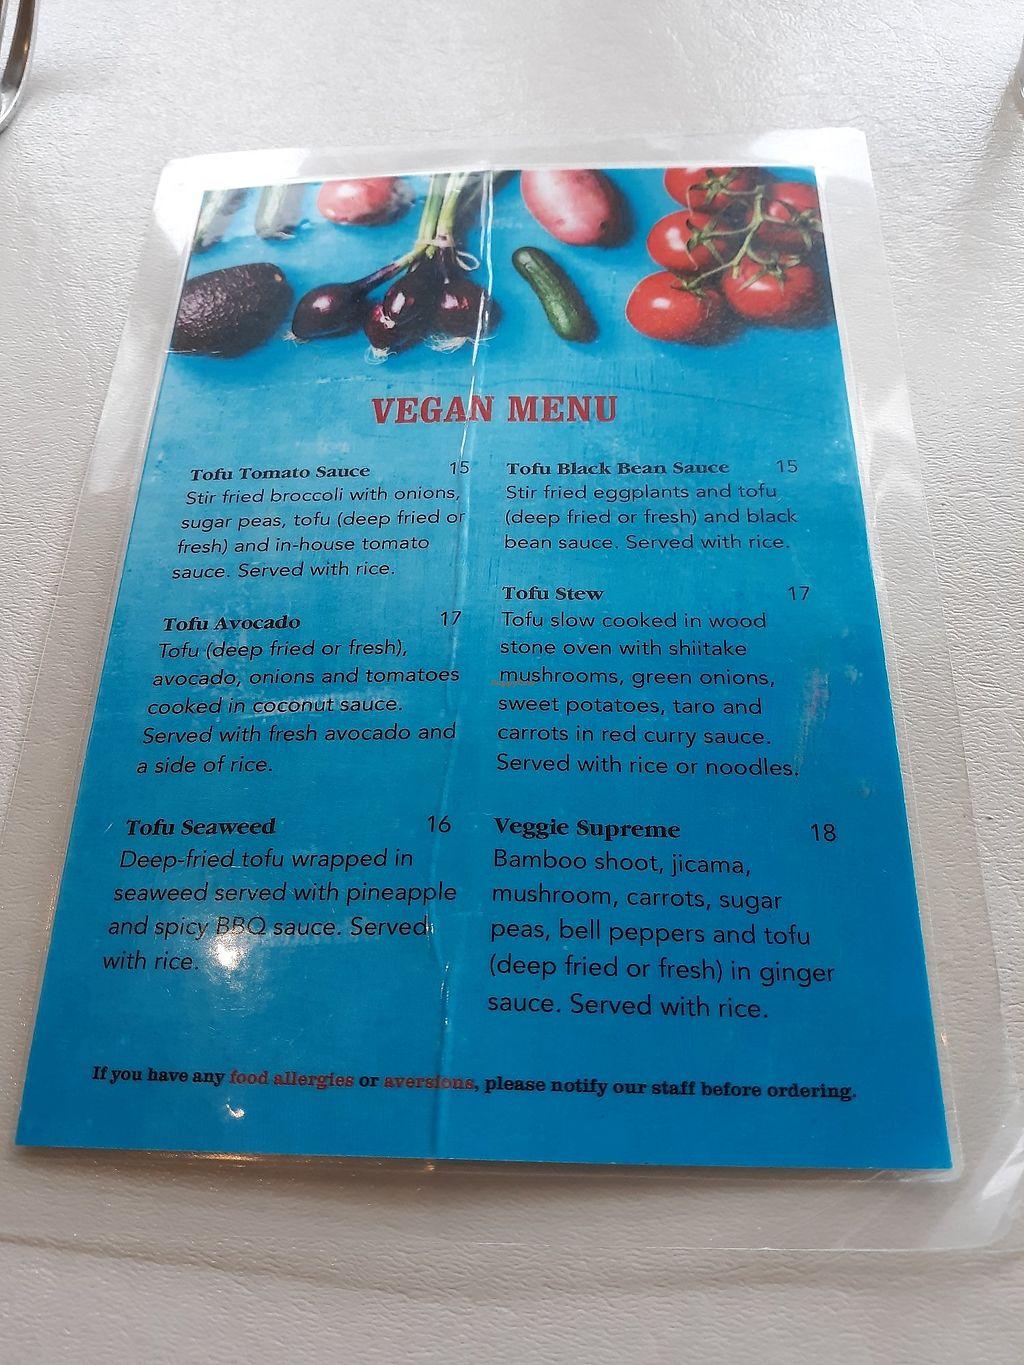 VEGAN MENU
Tofu Tomato Sauce 15
Stir fried broccoli with onions,
sugar peas, tofu (deep fried or
fresh) and in-house tomato
sauce. Served with rice.
Tofu Avocado 17
Tofu (deep fried or fresh),
avocado, onions and tomatoes
cooked in coconut sauce.
Served with fresh avocado and
a side of rice.
Tofu Seaweed 16
Deep-fried tofu wrapped in
seaweed served with pineapple
and spicy BBQ sauce. Served
with rice.
Tofu Black Bean Sauce 15
Stir fried eggplants and tofu
(deep fried or fresh) and black
bean sauce. Served with rice.
Tofu Stew 17
Tofu slow cooked in wood
stone oven with shiitake
mushrooms, green onions,
sweet potatoes, taro and
carrots in red curry sauce.
Served with rice or noodles.
Veggie Supreme 18
Bamboo shoot, jicama,
mushroom, carrots, sugar
peas, bell peppers and tofu
(deep fried or fresh) in ginger
sauce. Served with rice.
If you have any food allergies or aversions, please notify our staff before ordering.